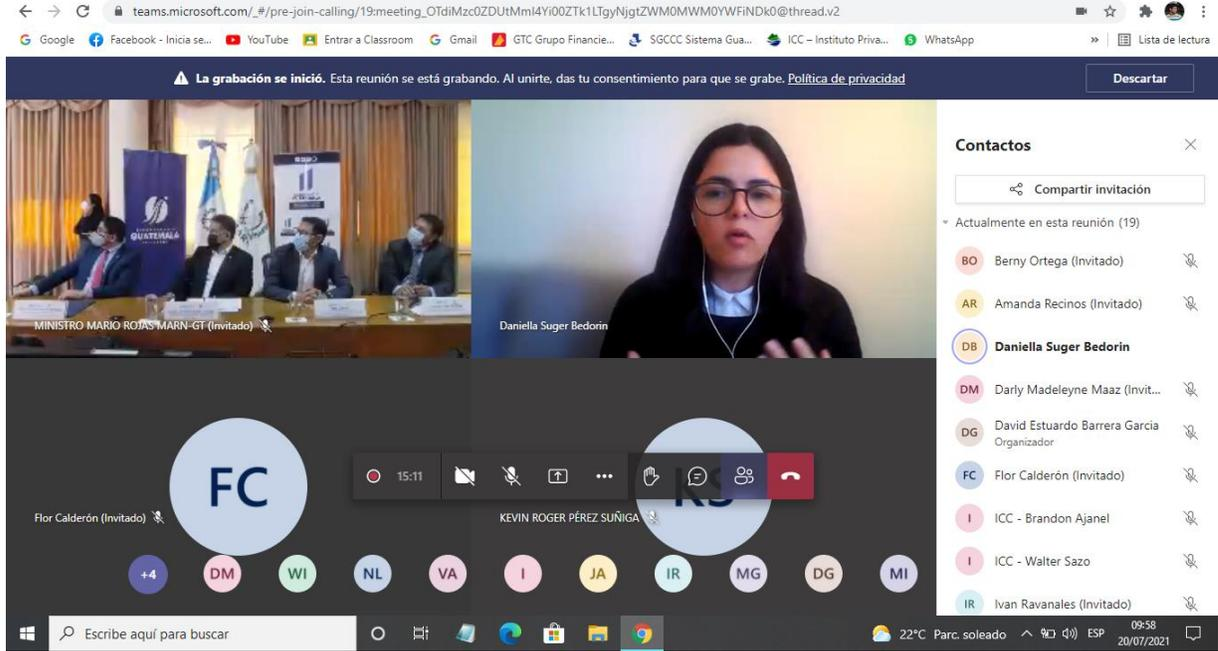 teams.microsoft.com/_#/pre-join-calling/19:meeting_OTdiMzc0ZDUtMmI4Yi00ZTk1LTgyNjgtZWM0MWM0YWFiNDk0@thread.v2
Google Facebook - Inicia se... YouTube Entrar a Classroom Gmail GTC Grupo Financie... SGCCC Sistema Gua... ICC – Instituto Priva... WhatsApp » Lista de lectura
La grabación se inició. Esta reunión se está grabando. Al unirte, das tu consentimiento para que se grabe. Política de privacidad Descartar
GUATEMALA
MINISTRO MARIO ROJAS MARN-GT (Invitado)
Daniella Suger Bedorin
FC
KS
15:11
Flor Calderón (Invitado)
KEVIN ROGER PÉREZ SUÑIGA
+4 DM WI NL VA I JA IR MG DG MI
Contactos
Compartir invitación
Actualmente en esta reunión (19)
BO Berny Ortega (Invitado)
AR Amanda Recinos (Invitado)
DB Daniella Suger Bedorin
DM Darly Madeleyne Maaz (Invit...
DG David Estuardo Barrera Garcia
Organizador
FC Flor Calderón (Invitado)
I ICC - Brandon Ajanel
I ICC - Walter Sazo
IR Ivan Ravanales (Invitado)
Escribe aquí para buscar
22°C Parc. soleado ESP 09:58
20/07/2021